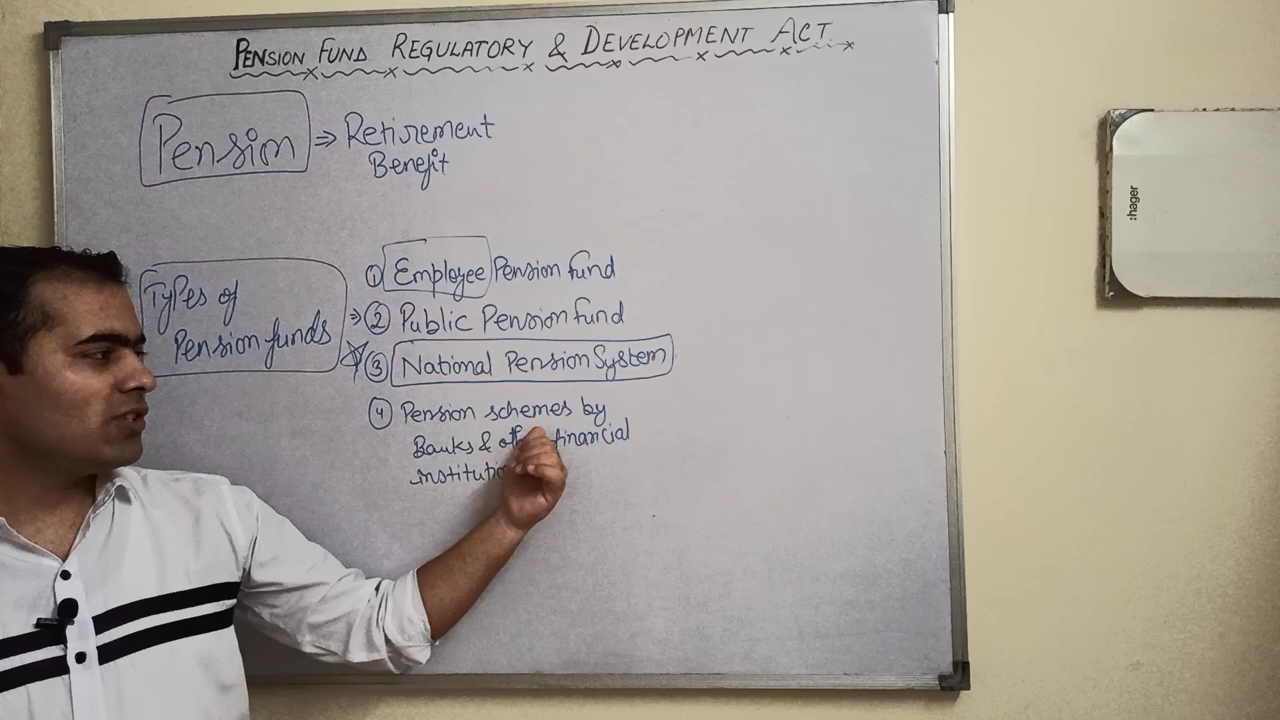 PENSION FUND REGULATORY & DEVELOPMENT ACT
Pension ⇒ Retirement
Benefit
Types of
Pension funds ⇒
① Employee Pension fund
② Public Pension fund
③ National Pension System
④ Pension schemes by
Banks & financial
:hager